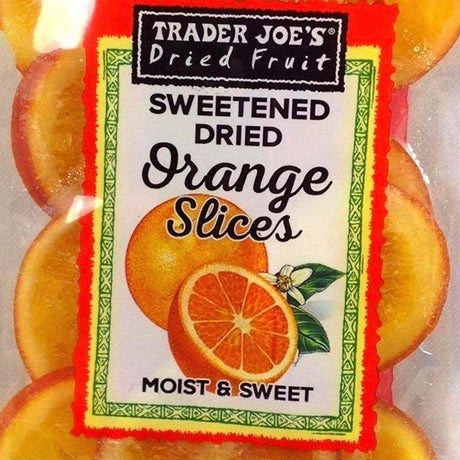 TRADER JOE'S®
Dried Fruit
SWEETENED
DRIED
Orange
Slices
MOIST & SWEET